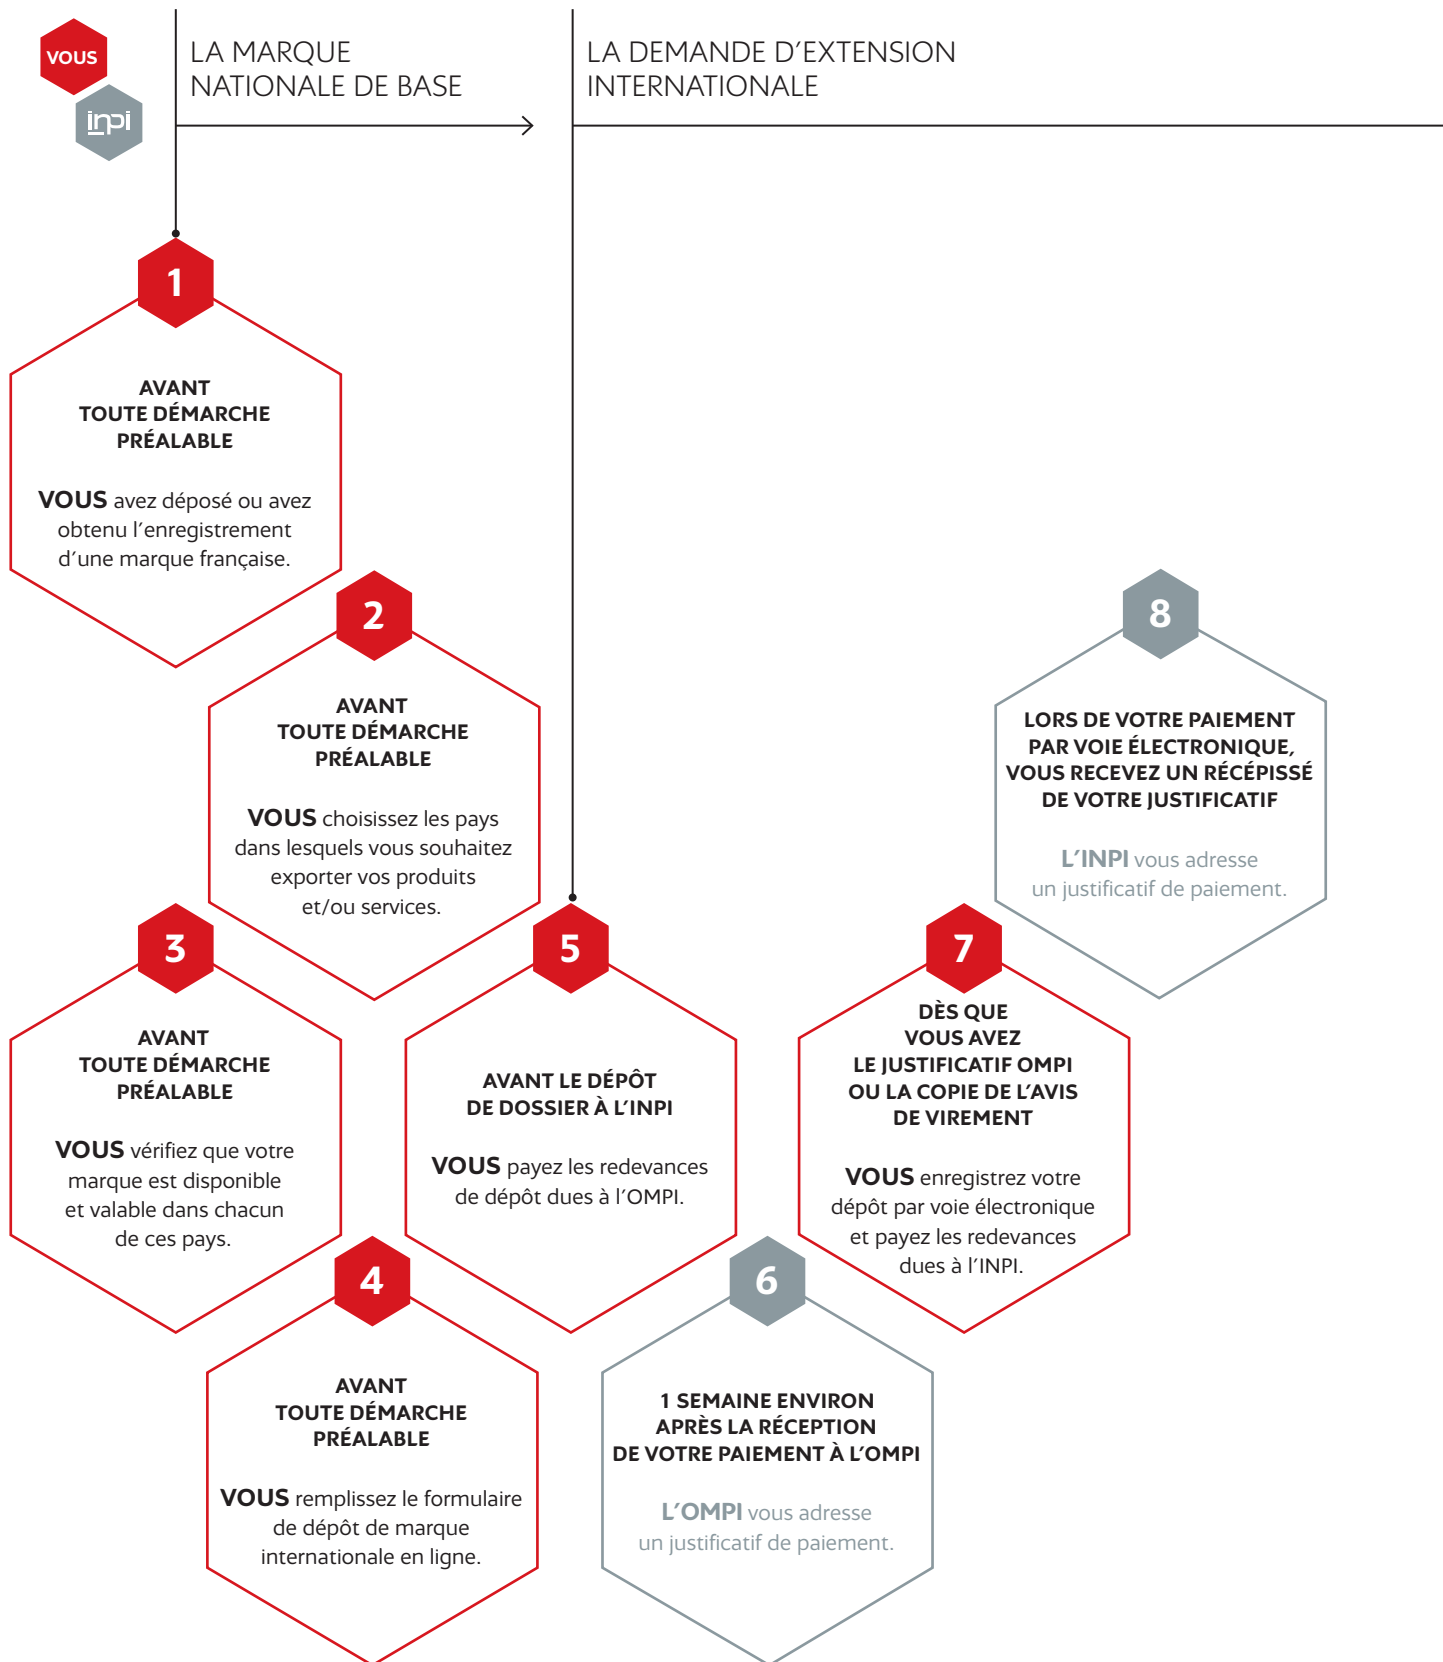 VOUS
inpi
LA MARQUE
NATIONALE DE BASE
LA DEMANDE D’EXTENSION
INTERNATIONALE
1
AVANT
TOUTE DÉMARCHE
PRÉALABLE
VOUS avez déposé ou avez
obtenu l’enregistrement
d’une marque française.
2
AVANT
TOUTE DÉMARCHE
PRÉALABLE
VOUS choisissez les pays
dans lesquels vous souhaitez
exporter vos produits
et/ou services.
3
AVANT
TOUTE DÉMARCHE
PRÉALABLE
VOUS vérifiez que votre
marque est disponible
et valable dans chacun
de ces pays.
4
AVANT
TOUTE DÉMARCHE
PRÉALABLE
VOUS remplissez le formulaire
de dépôt de marque
internationale en ligne.
5
AVANT LE DÉPÔT
DE DOSSIER À L’INPI
VOUS payez les redevances
de dépôt dues à l’OMPI.
6
1 SEMAINE ENVIRON
APRÈS LA RÉCEPTION
DE VOTRE PAIEMENT À L’OMPI
L’OMPI vous adresse
un justificatif de paiement.
7
DÈS QUE
VOUS AVEZ
LE JUSTIFICATIF OMPI
OU LA COPIE DE L’AVIS
DE VIREMENT
VOUS enregistrez votre
dépôt par voie électronique
et payez les redevances
dues à l’INPI.
8
LORS DE VOTRE PAIEMENT
PAR VOIE ÉLECTRONIQUE,
VOUS RECEVEZ UN RÉCÉPISSÉ
DE VOTRE JUSTIFICATIF
L’INPI vous adresse
un justificatif de paiement.